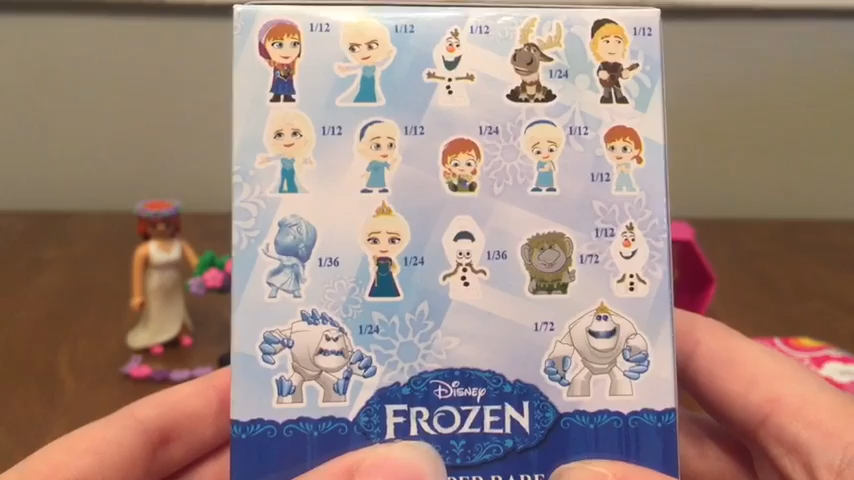 1/12 1/12 1/12 1/24 1/12
1/12 1/12 1/24 1/12 1/12
1/36 1/24 1/36 1/72 1/12
1/24 1/72
Disney
FROZEN
RARE